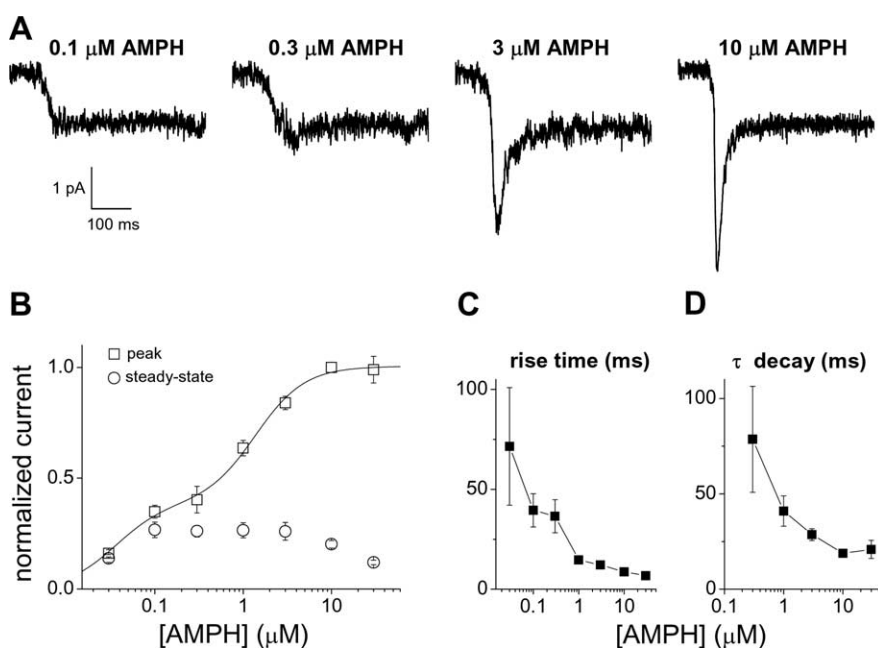 A
0.1 μM AMPH
0.3 μM AMPH
3 μM AMPH
10 μM AMPH
1 pA
100 ms
B
C
D
peak
steady-state
rise time (ms)
τ decay (ms)
normalized current
1.0
0.5
0.0
100
50
0
100
50
0
0.1
1
10
0.1
1
10
1
10
[AMPH] (μM)
[AMPH] (μM)